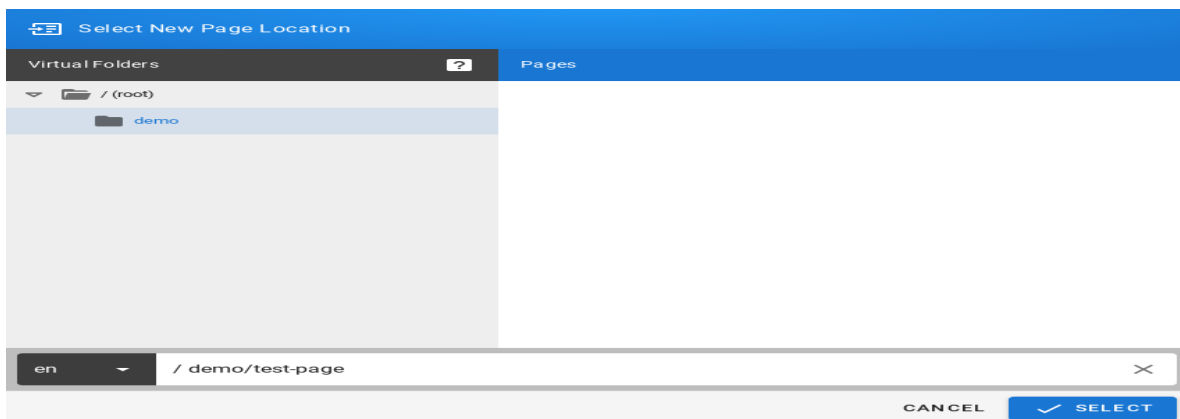 Select New Page Location
Virtual Folders ?
Pages
/ (root)
demo
en / demo/test-page
CANCEL SELECT